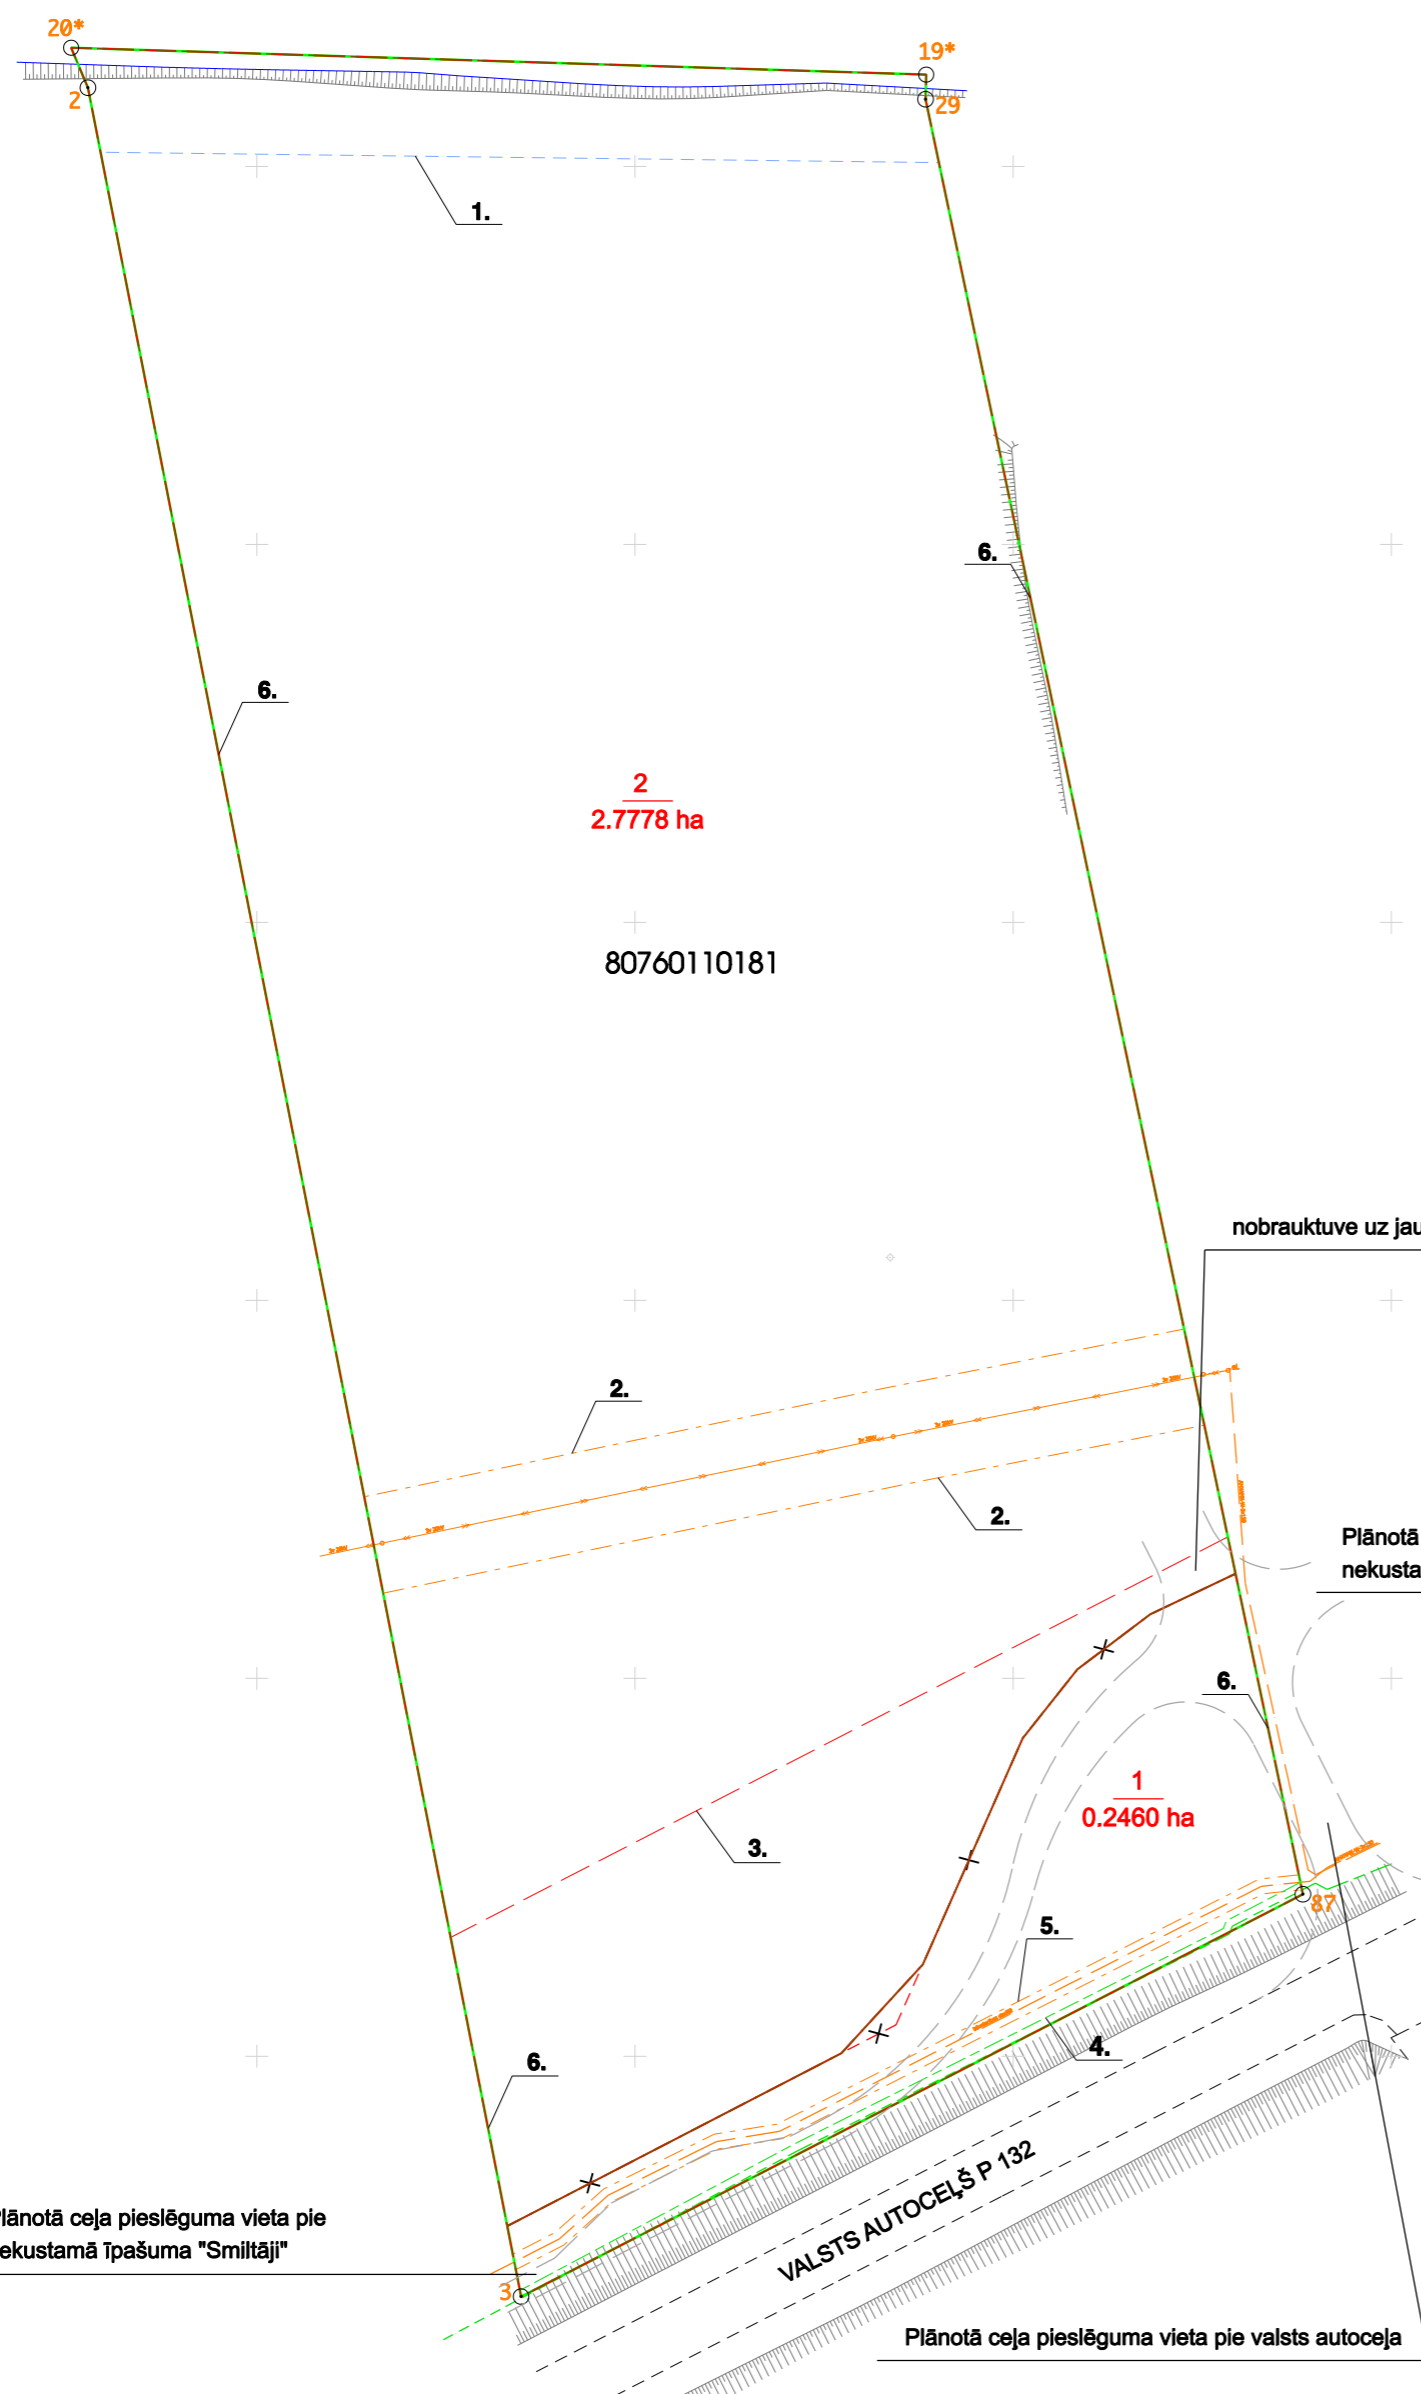 20*
19*
2
29
1.
6.
6.
2
2.7778 ha
80760110181
nobrauktuve uz jau
2.
2.
Plānotā
nekusta
6.
1
0.2460 ha
3.
87
5.
4.
6.
VALSTS AUTOCEĻŠ P 132
lānotā ceļa pieslēguma vieta pie
ekustamā īpašuma "Smiltāji"
3
Plānotā ceļa pieslēguma vieta pie valsts autoceļa